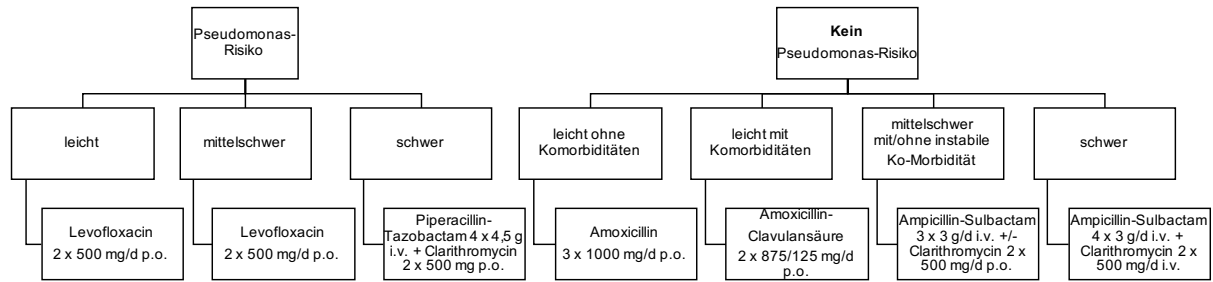 Pseudomonas-
Risiko
Kein
Pseudomonas-Risiko
leicht
mittelschwer
schwer
leicht ohne
Komorbiditäten
leicht mit
Komorbiditäten
mittelschwer
mit/ohne instabile
Ko-Morbidität
schwer
Levofloxacin
2 x 500 mg/d p.o.
Levofloxacin
2 x 500 mg/d p.o.
Piperacillin-
Tazobactam 4 x 4,5 g
i.v. + Clarithromycin
2 x 500 mg p.o.
Amoxicillin
3 x 1000 mg/d p.o.
Amoxicillin-
Clavulansäure
2 x 875/125 mg/d
p.o.
Ampicillin-Sulbactam
3 x 3 g/d i.v. +/-
Clarithromycin 2 x
500 mg/d p.o.
Ampicillin-Sulbactam
4 x 3 g/d i.v. +
Clarithromycin 2 x
500 mg/d i.v.